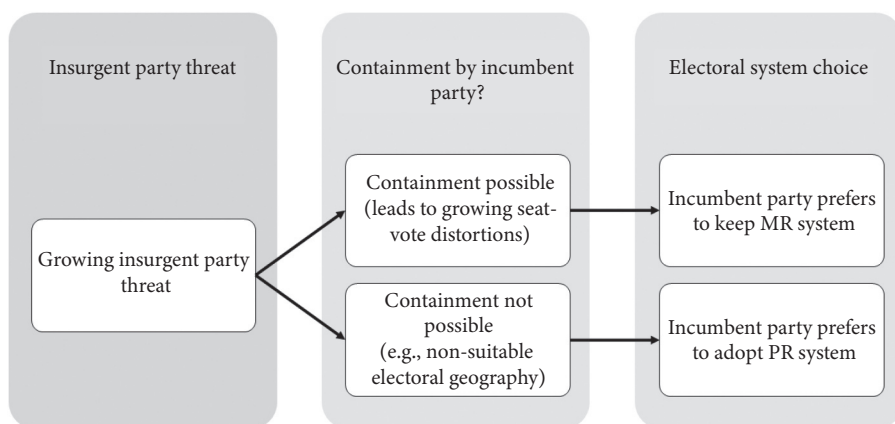 Insurgent party threat
Containment by incumbent
party?
Electoral system choice
Growing insurgent party
threat
Containment possible
(leads to growing seat-
vote distortions)
Containment not
possible
(e.g., non-suitable
electoral geography)
Incumbent party prefers
to keep MR system
Incumbent party prefers
to adopt PR system